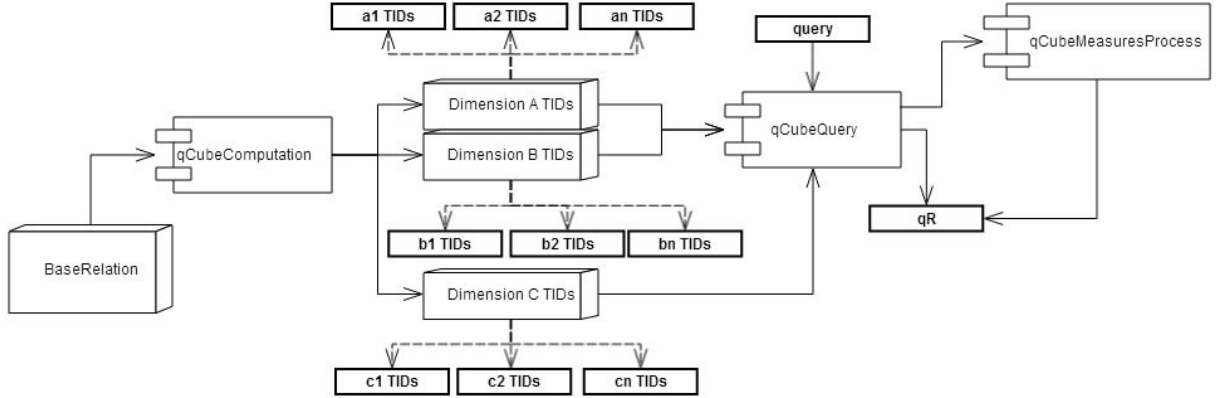 a1 TIDs
a2 TIDs
an TIDs
query
qCubeMeasuresProcess
Dimension A TIDs
qCubeComputation
Dimension B TIDs
qCubeQuery
qR
b1 TIDs
b2 TIDs
bn TIDs
BaseRelation
Dimension C TIDs
c1 TIDs
c2 TIDs
cn TIDs